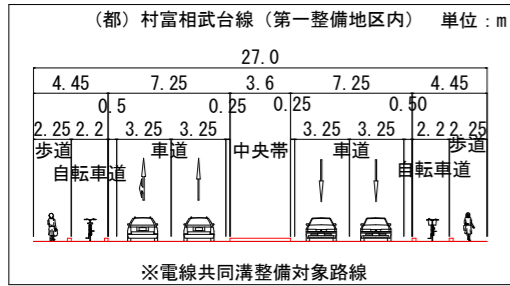 （都）村富相武台線（第一整備地区内） 単位：m
27.0
4.45 7.25 3.6 7.25 4.45
0.5 0.25 0.25 0.50
2.25 2.2 3.25 3.25 3.25 3.25 2.2 2.25
歩道 車道 中央帯 車道 歩道
自転車道 自転車道
※電線共同溝整備対象路線